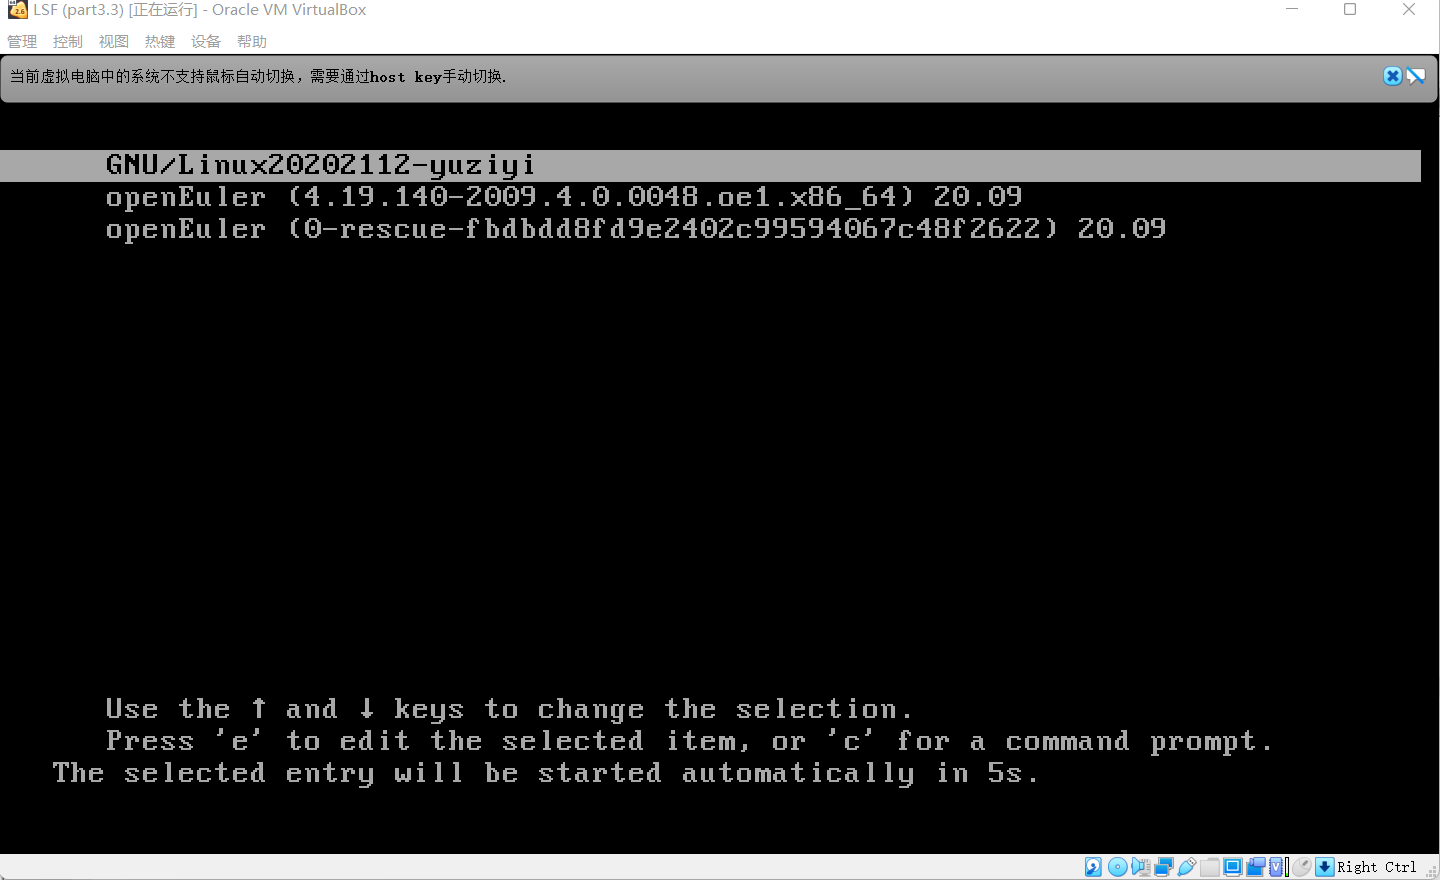 LSF (part3.3) [正在运行] - Oracle VM VirtualBox
管理 控制 视图 热键 设备 帮助
当前虚拟电脑中的系统不支持鼠标自动切换，需要通过host key手动切换.
GNU/Linux20202112-yuziyi
openEuler (4.19.140-2009.4.0.0048.oe1.x86_64) 20.09
openEuler (0-rescue-fbdbdd8fd9e2402c99594067c48f2622) 20.09
Use the ↑ and ↓ keys to change the selection.
Press 'e' to edit the selected item, or 'c' for a command prompt.
The selected entry will be started automatically in 5s.
Right Ctrl